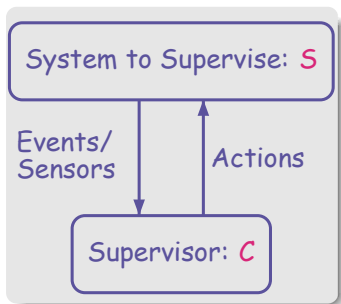 System to Supervise: S
Events/
Sensors
Actions
Supervisor: C